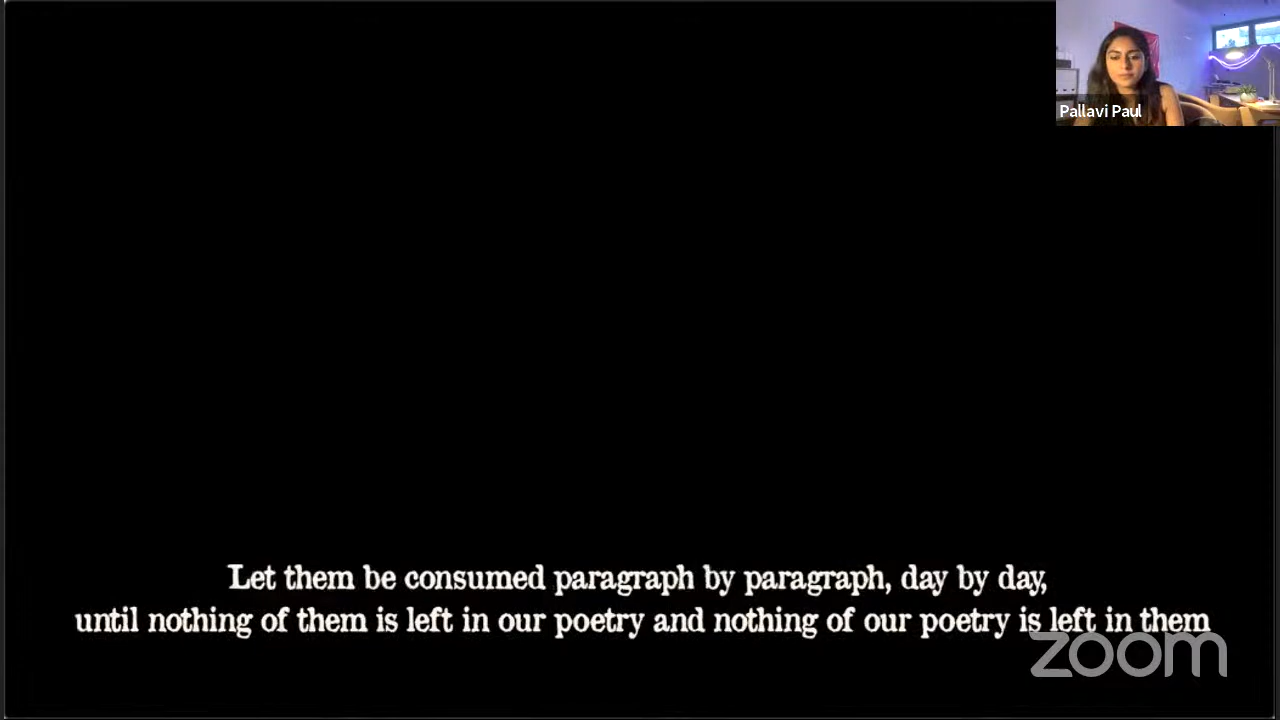 Pallavi Paul
Let them be consumed paragraph by paragraph, day by day,
until nothing of them is left in our poetry and nothing of our poetry is left in them
zoom